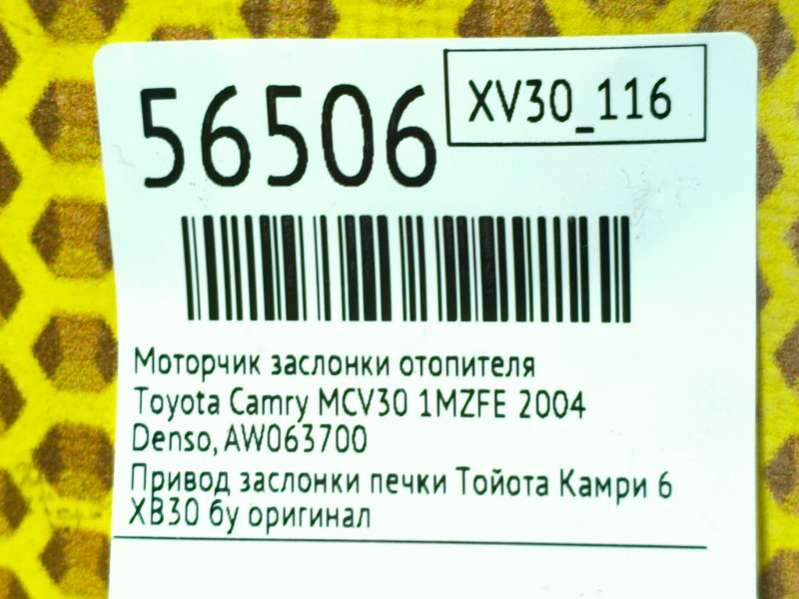 56506
XV30_116
Моторчик заслонки отопителя
Toyota Camry MCV30 1MZFE 2004
Denso, AW063700
Привод заслонки печки Тойота Камри 6
ХВ30 бу оригинал